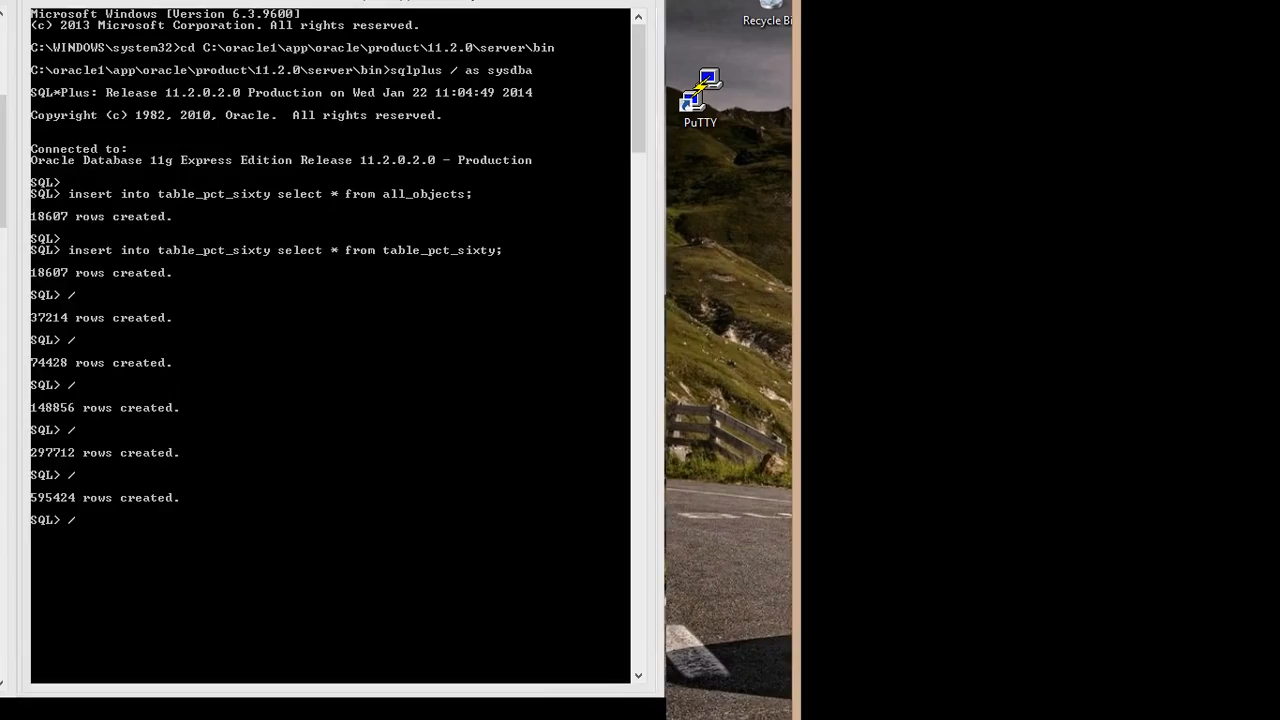 Microsoft Windows [Version 6.3.9600]
(c) 2013 Microsoft Corporation. All rights reserved.
C:\WINDOWS\system32>cd C:\oracle1\app\oracle\product\11.2.0\server\bin
C:\oracle1\app\oracle\product\11.2.0\server\bin>sqlplus / as sysdba
SQL*Plus: Release 11.2.0.2.0 Production on Wed Jan 22 11:04:49 2014
Copyright (c) 1982, 2010, Oracle.  All rights reserved.
Connected to:
Oracle Database 11g Express Edition Release 11.2.0.2.0 - Production
SQL>
SQL> insert into table_pct_sixty select * from all_objects;
18607 rows created.
SQL>
SQL> insert into table_pct_sixty select * from table_pct_sixty;
18607 rows created.
SQL> /
37214 rows created.
SQL> /
74428 rows created.
SQL> /
148856 rows created.
SQL> /
297712 rows created.
SQL> /
595424 rows created.
SQL> /
Recycle Bi
PuTTY